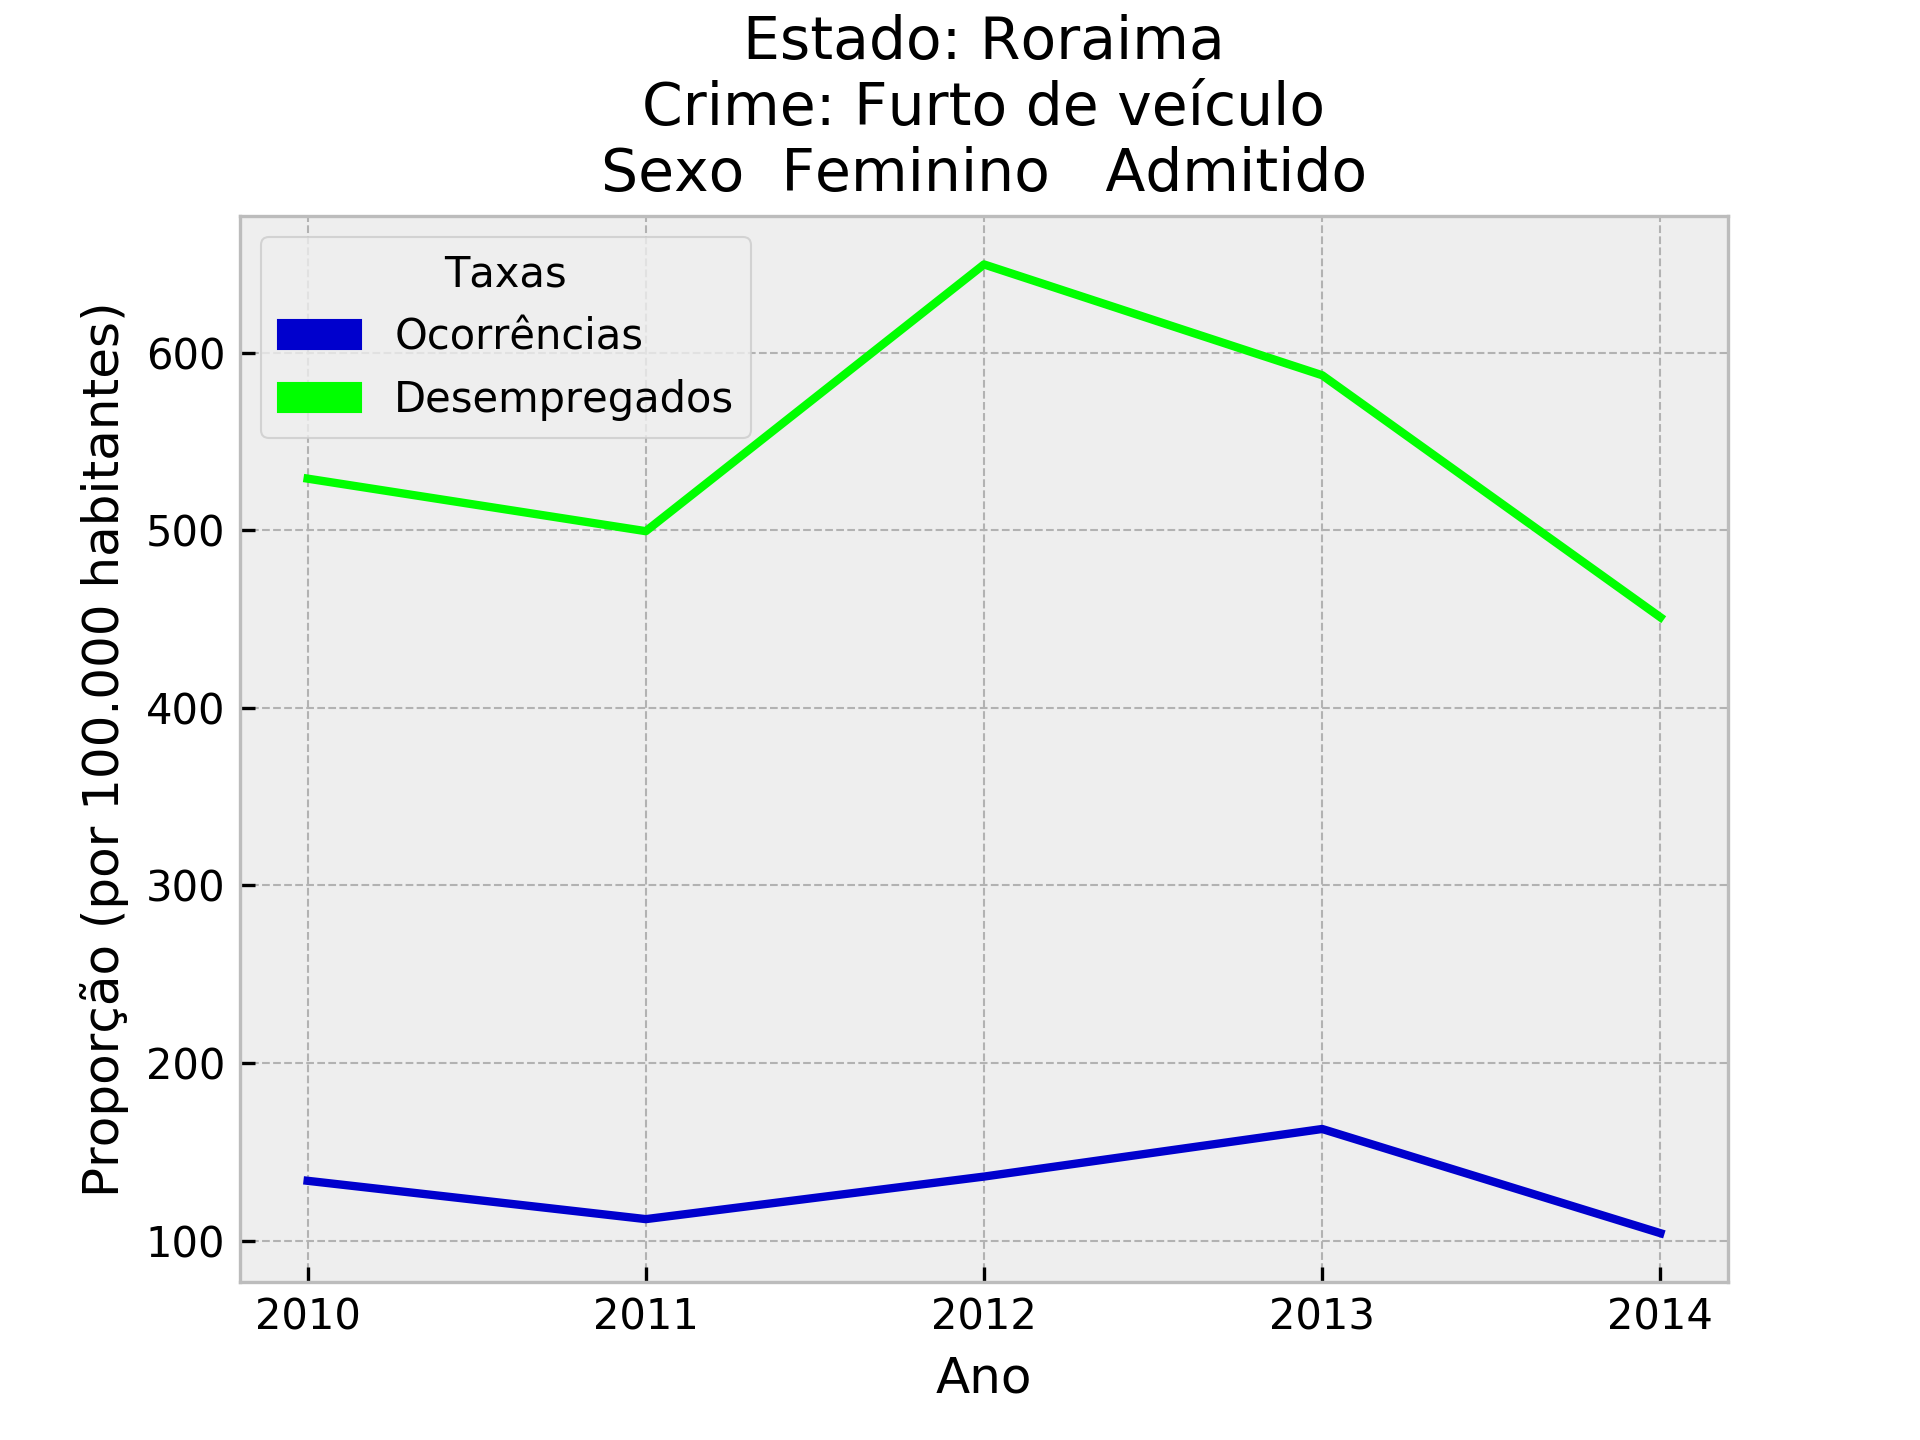 Estado: Roraima
Crime: Furto de veículo
Sexo  Feminino   Admitido
Taxas
Ocorrências
Desempregados
Proporção (por 100.000 habitantes)
600
500
400
300
200
100
2010 2011 2012 2013 2014
Ano